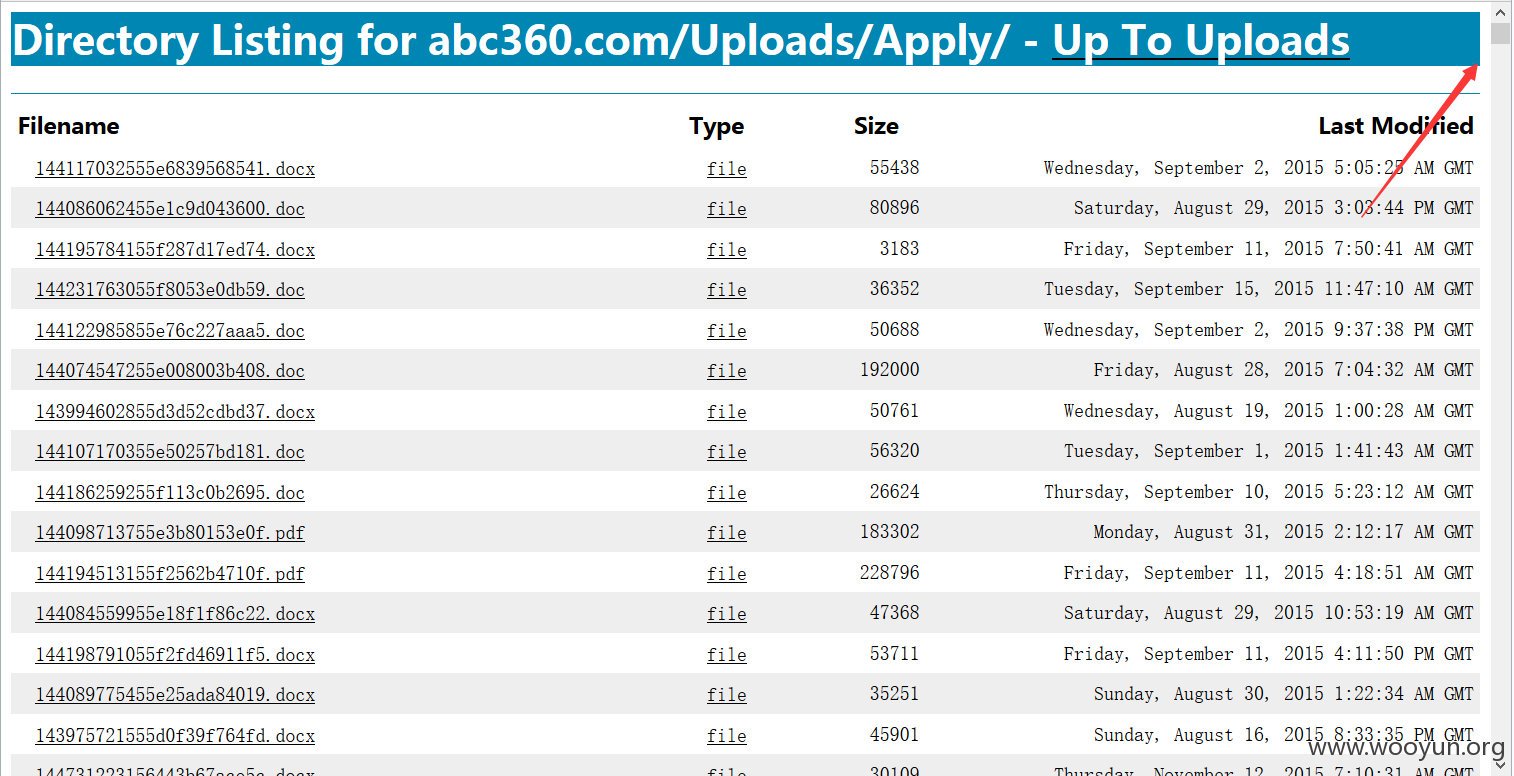 Directory Listing for abc360.com/Uploads/Apply/ - Up To Uploads
Filename Type Size Last Modified
144117032555e6839568541.docx file 55438 Wednesday, September 2, 2015 5:05:25 AM GMT
144086062455e1c9d043600.doc file 80896 Saturday, August 29, 2015 3:03:44 PM GMT
144195784155f287d17ed74.docx file 3183 Friday, September 11, 2015 7:50:41 AM GMT
144231763055f8053e0db59.doc file 36352 Tuesday, September 15, 2015 11:47:10 AM GMT
144122985855e76c227aaa5.doc file 50688 Wednesday, September 2, 2015 9:37:38 PM GMT
144074547255e008003b408.doc file 192000 Friday, August 28, 2015 7:04:32 AM GMT
143994602855d3d52cdbd37.docx file 50761 Wednesday, August 19, 2015 1:00:28 AM GMT
144107170355e50257bd181.doc file 56320 Tuesday, September 1, 2015 1:41:43 AM GMT
144186259255f113c0b2695.doc file 26624 Thursday, September 10, 2015 5:23:12 AM GMT
144098713755e3b80153e0f.pdf file 183302 Monday, August 31, 2015 2:12:17 AM GMT
144194513155f2562b4710f.pdf file 228796 Friday, September 11, 2015 4:18:51 AM GMT
144084559955e18f1f86c22.docx file 47368 Saturday, August 29, 2015 10:53:19 AM GMT
144198791055f2fd46911f5.docx file 53711 Friday, September 11, 2015 4:11:50 PM GMT
144089775455e25ada84019.docx file 35251 Sunday, August 30, 2015 1:22:34 AM GMT
143975721555d0f39f764fd.docx file 45901 Sunday, August 16, 2015 8:33:35 PM GMT
www.wooyun.org
144731223156443b67ace5c.docx file 30109 Thursday, November 12, 2015 7:10:31 AM GMT